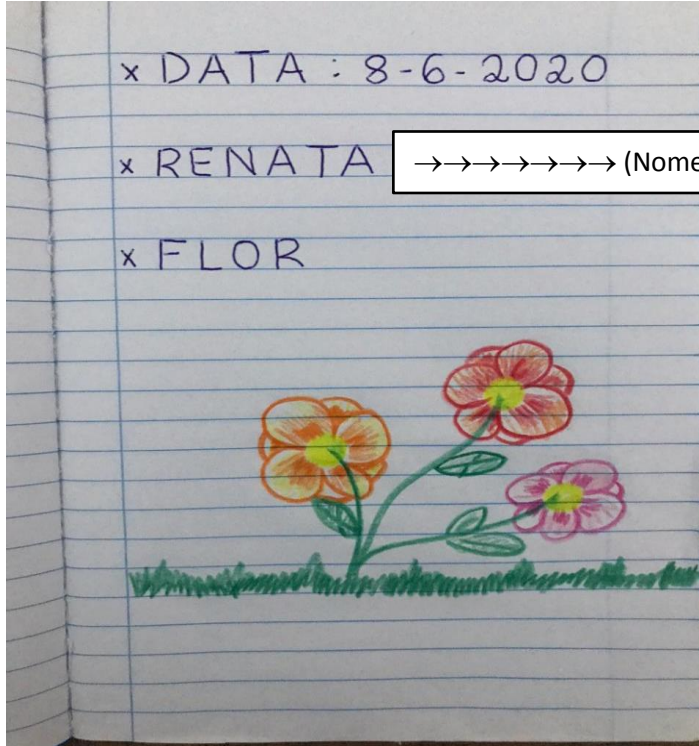 x DATA : 8-6-2020
x RENATA →→→→→→→ (Nome
x FLOR